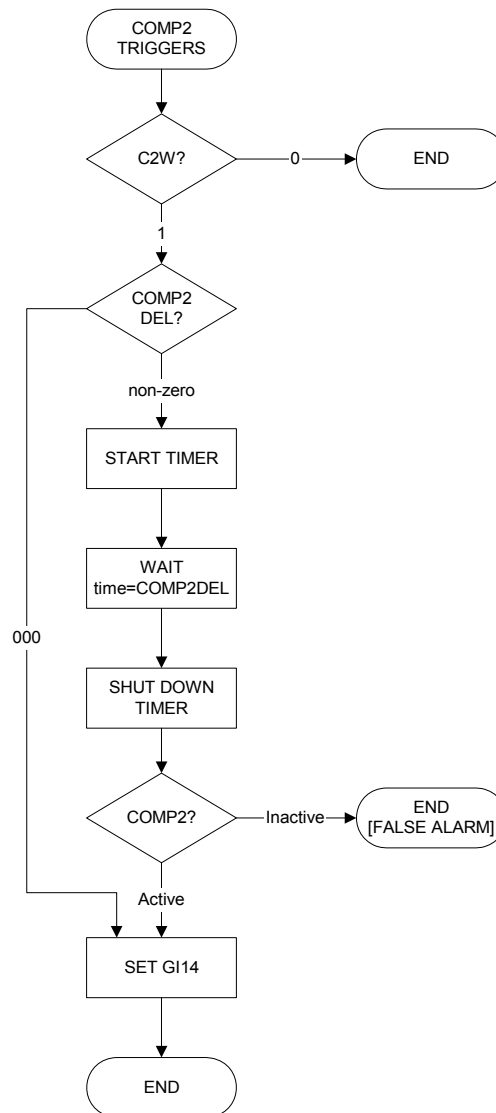 COMP2
TRIGGERS
C2W?
0
END
1
COMP2
DEL?
non-zero
START TIMER
WAIT
time=COMP2DEL
000
SHUT DOWN
TIMER
COMP2?
Inactive
END
[FALSE ALARM]
Active
SET GI14
END